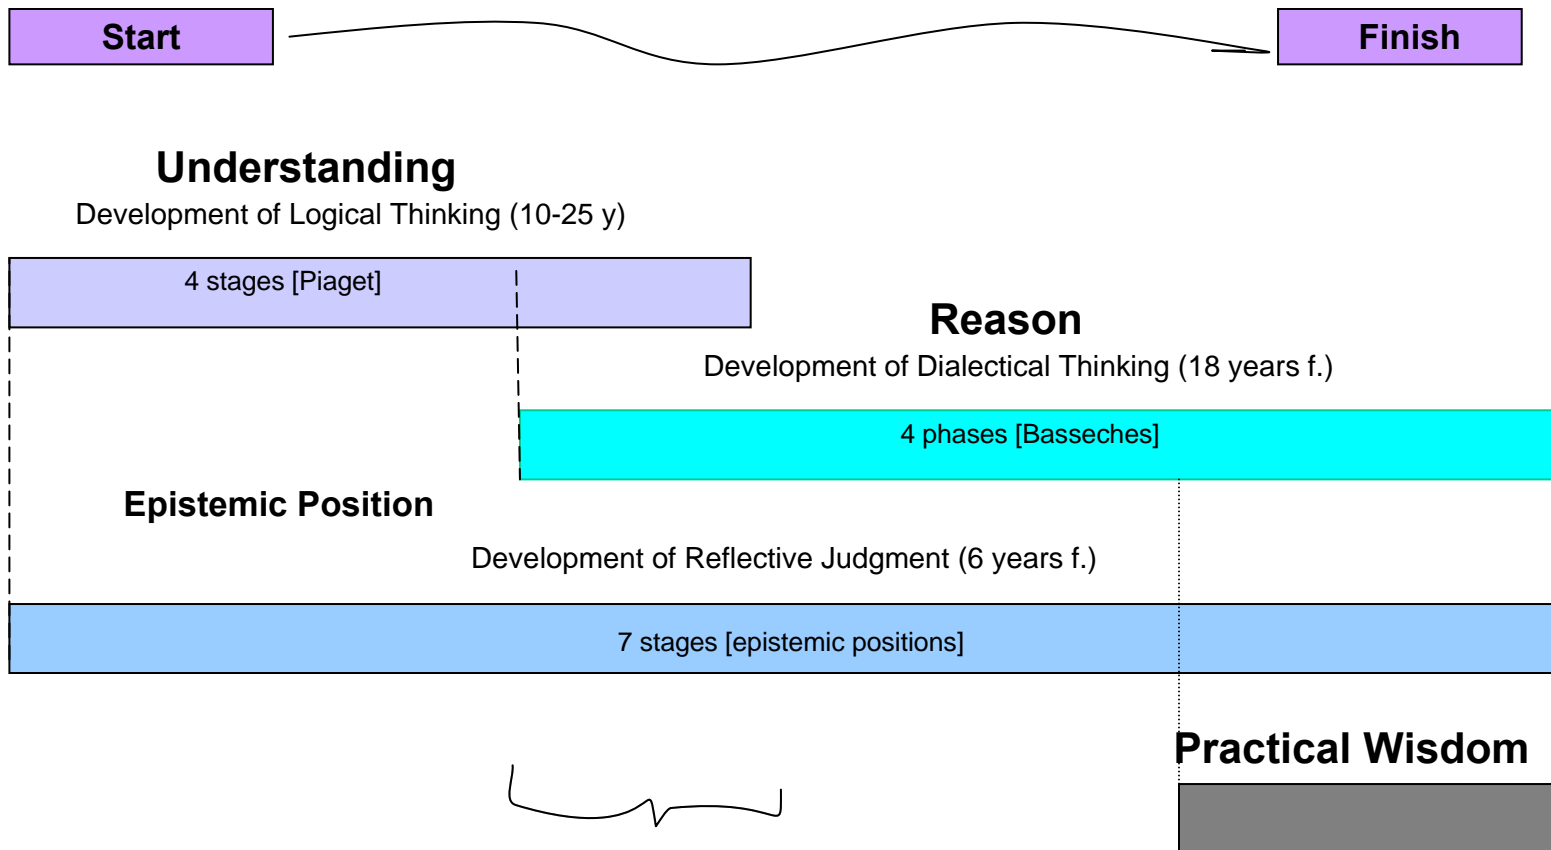 Start
Finish
Understanding
Development of Logical Thinking (10-25 y)
4 stages [Piaget]
Reason
Development of Dialectical Thinking (18 years f.)
4 phases [Basseches]
Epistemic Position
Development of Reflective Judgment (6 years f.)
7 stages [epistemic positions]
Practical Wisdom